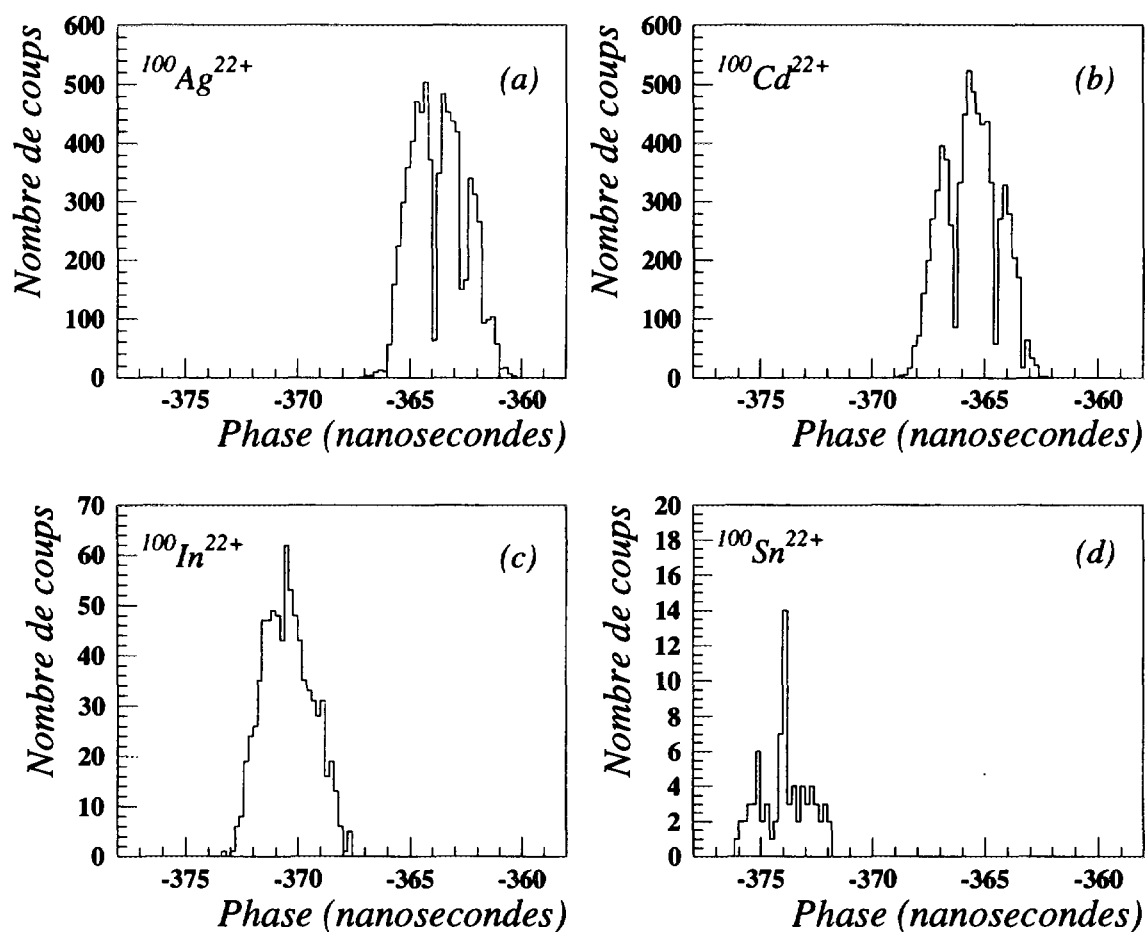 Nombre de coups
600
500
400
300
200
100
0
¹⁰⁰Ag²²⁺
(a)
-375 -370 -365 -360
Phase (nanosecondes)
Nombre de coups
600
500
400
300
200
100
0
¹⁰⁰Cd²²⁺
(b)
-375 -370 -365 -360
Phase (nanosecondes)
Nombre de coups
70
60
50
40
30
20
10
0
¹⁰⁰In²²⁺
(c)
-375 -370 -365 -360
Phase (nanosecondes)
Nombre de coups
20
18
16
14
12
10
8
6
4
2
0
¹⁰⁰Sn²²⁺
(d)
-375 -370 -365 -360
Phase (nanosecondes)